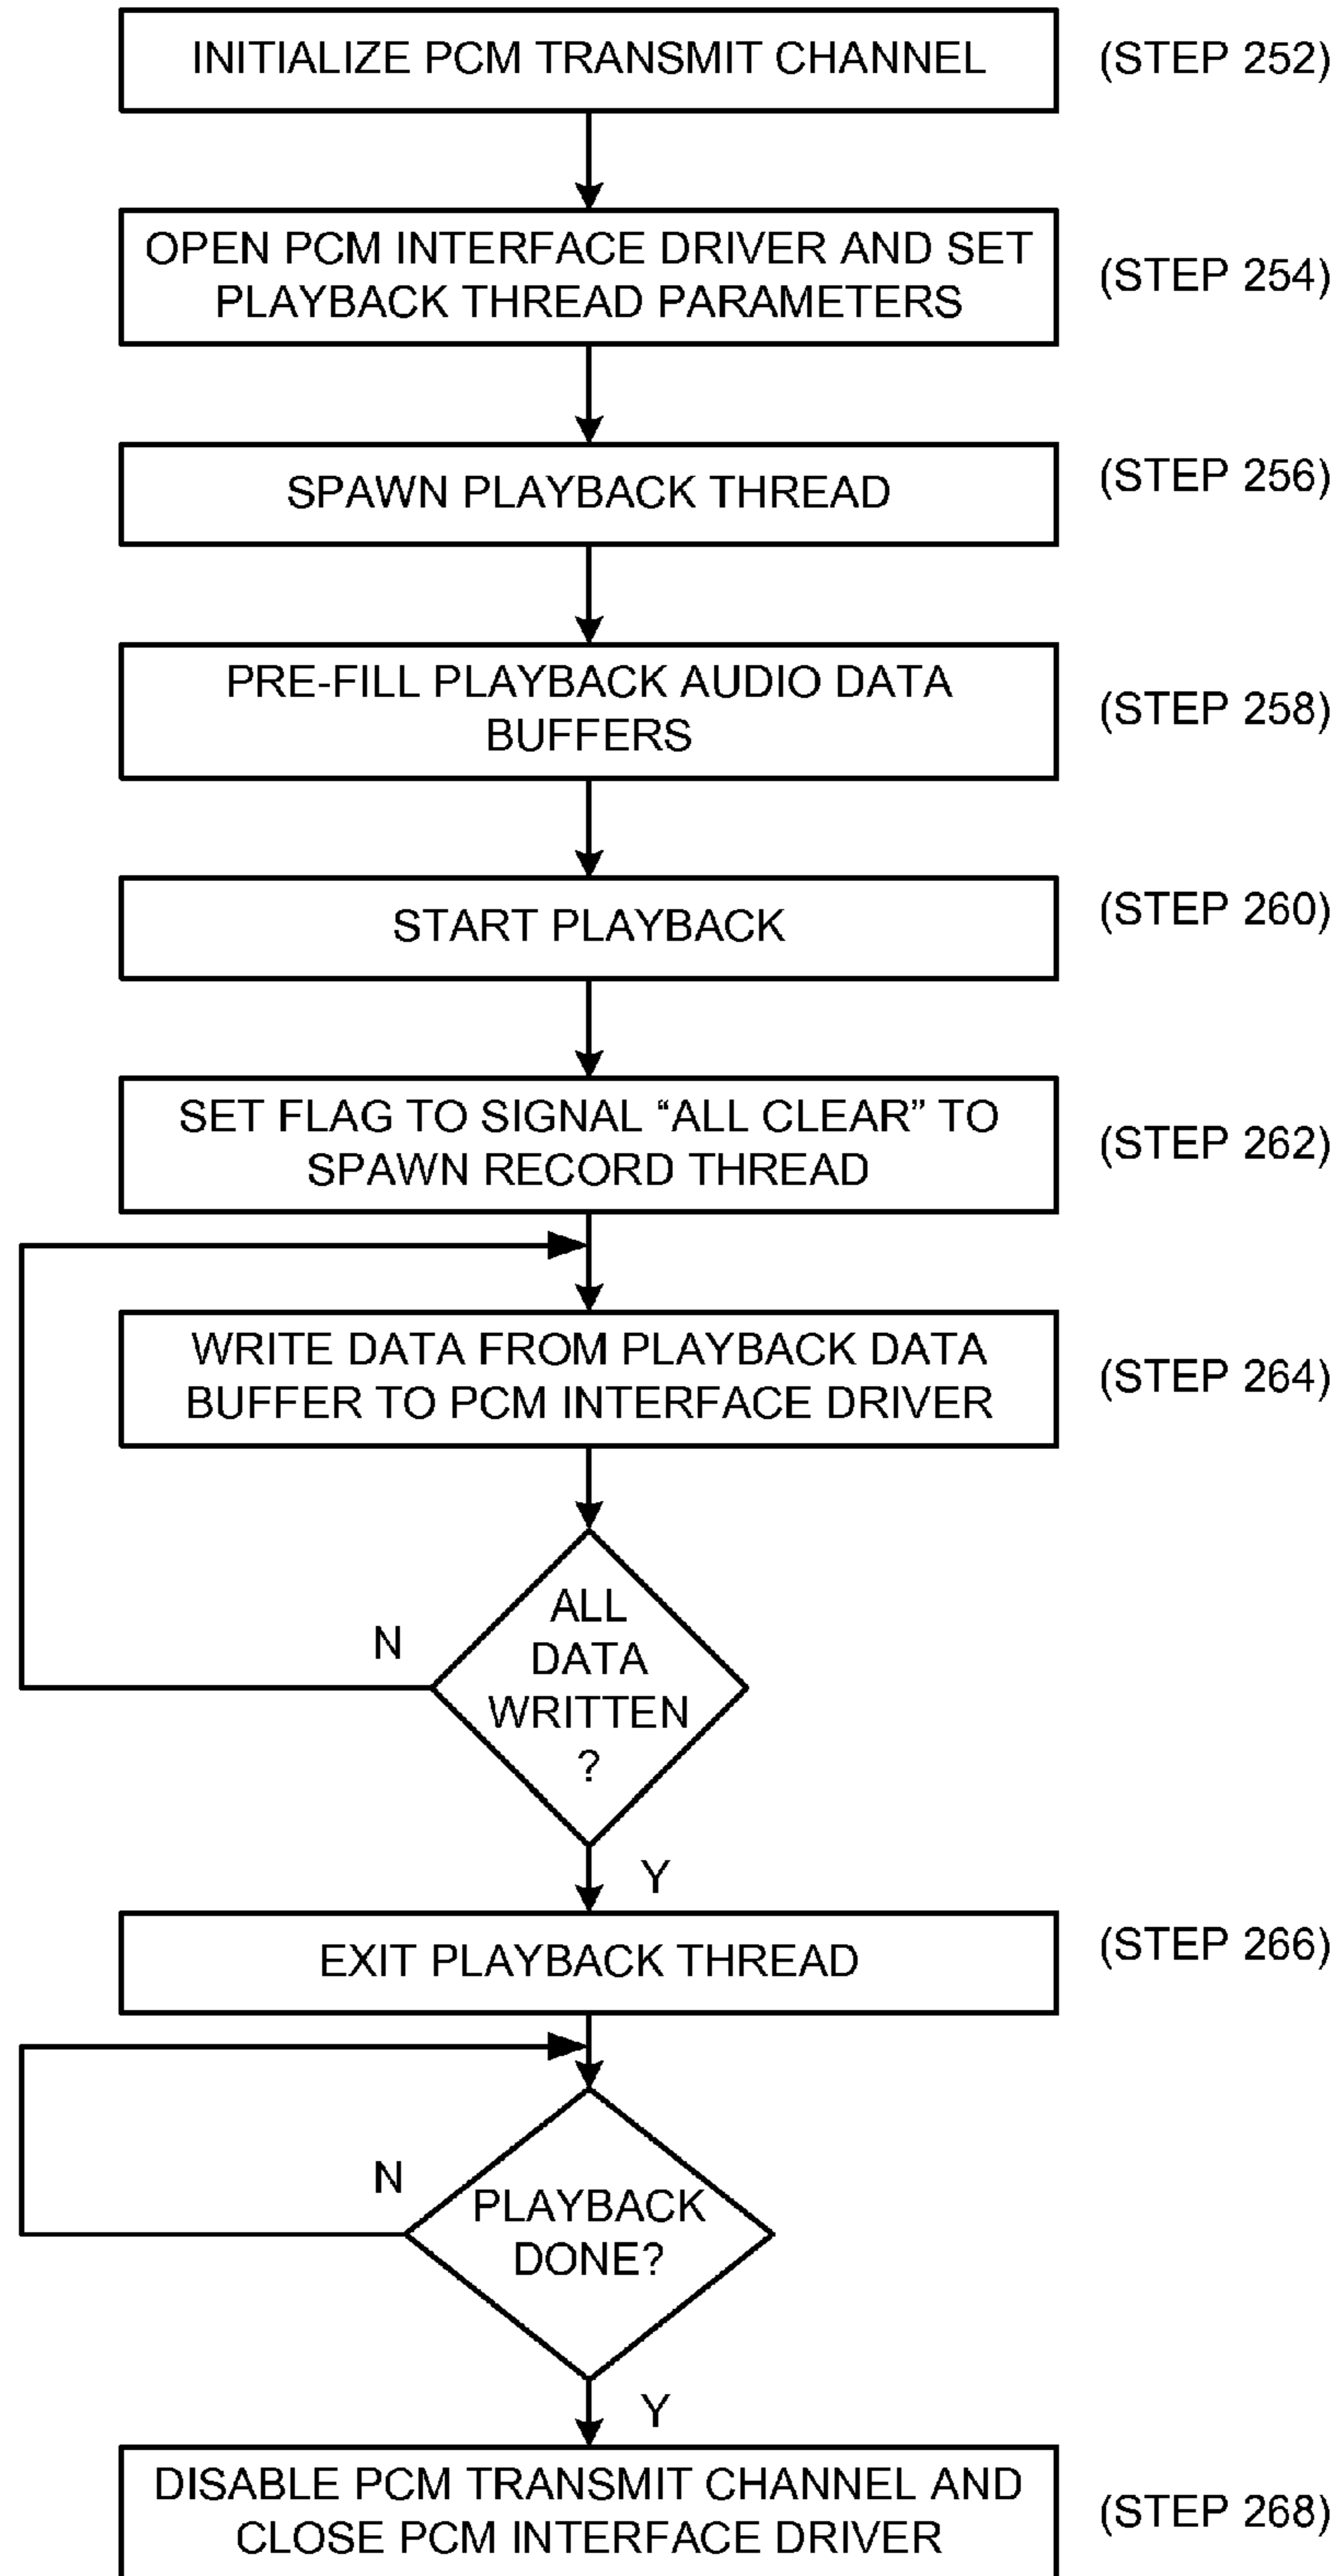 INITIALIZE PCM TRANSMIT CHANNEL
(STEP 252)
OPEN PCM INTERFACE DRIVER AND SET
PLAYBACK THREAD PARAMETERS
(STEP 254)
SPAWN PLAYBACK THREAD
(STEP 256)
PRE-FILL PLAYBACK AUDIO DATA
BUFFERS
(STEP 258)
START PLAYBACK
(STEP 260)
SET FLAG TO SIGNAL “ALL CLEAR” TO
SPAWN RECORD THREAD
(STEP 262)
WRITE DATA FROM PLAYBACK DATA
BUFFER TO PCM INTERFACE DRIVER
(STEP 264)
ALL
DATA
WRITTEN
?
N
Y
EXIT PLAYBACK THREAD
(STEP 266)
PLAYBACK
DONE?
N
Y
DISABLE PCM TRANSMIT CHANNEL AND
CLOSE PCM INTERFACE DRIVER
(STEP 268)